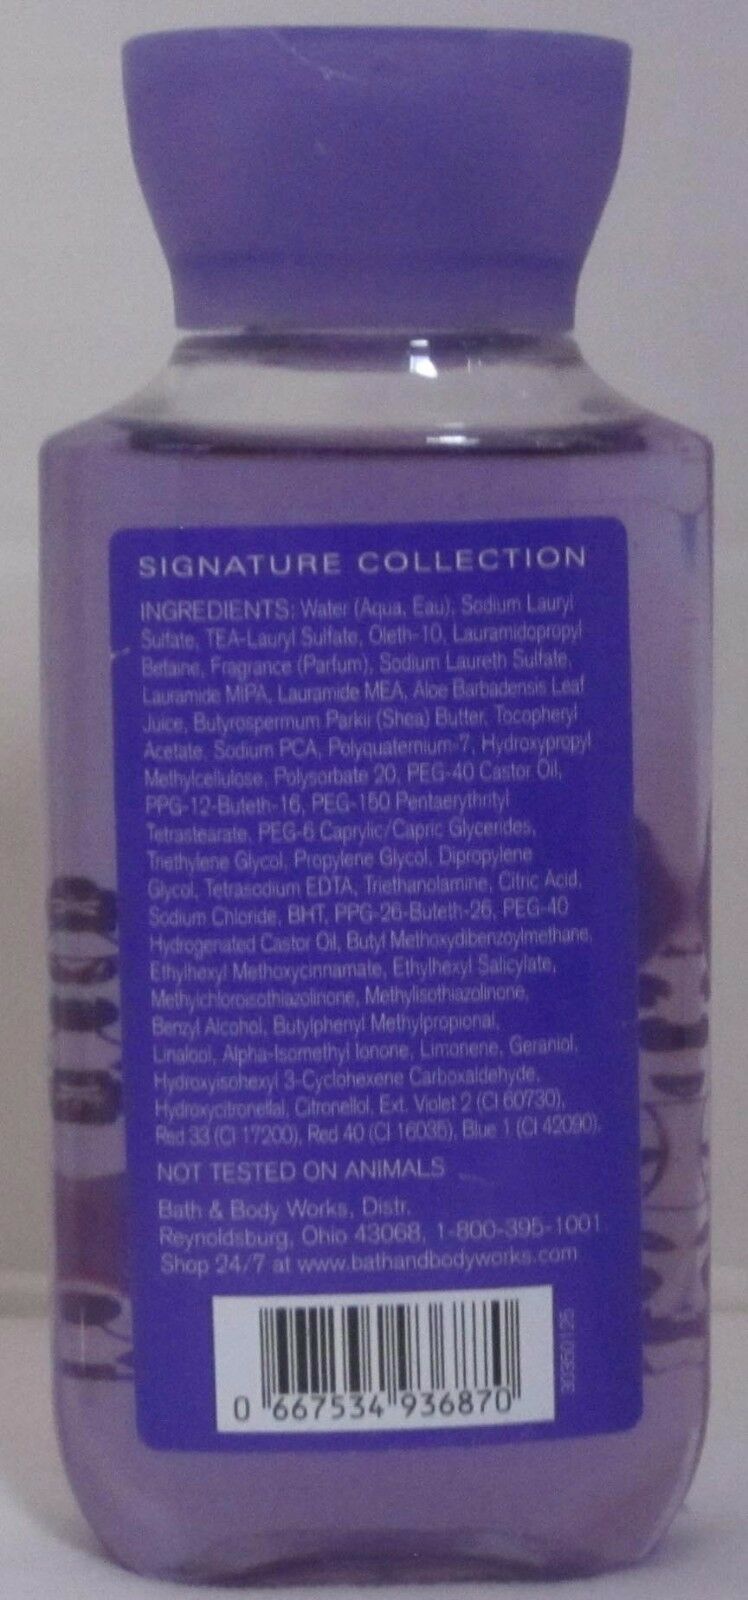 SIGNATURE COLLECTION
INGREDIENTS: Water (Aqua, Eau), Sodium Lauryl
Sulfate, TEA-Lauryl Sulfate, Oleth-10, Lauramidopropyl
Betaine, Fragrance (Parfum), Sodium Laureth Sulfate,
Lauramide MIPA, Lauramide MEA, Aloe Barbadensis Leaf
Juice, Butyrospermum Parkii (Shea) Butter, Tocopheryl
Acetate, Sodium PCA, Polyquaternium-7, Hydroxypropyl
Methylcellulose, Polysorbate 20, PEG-40 Castor Oil,
PPG-12-Buteth-16, PEG-150 Pentaerythrityl
Tetrastearate, PEG-6 Caprylic/Capric Glycerides,
Triethylene Glycol, Propylene Glycol, Dipropylene
Glycol, Tetrasodium EDTA, Triethanolamine, Citric Acid,
Sodium Chloride, BHT, PPG-26-Buteth-26, PEG-40
Hydrogenated Castor Oil, Butyl Methoxydibenzoylmethane,
Ethylhexyl Methoxycinnamate, Ethylhexyl Salicylate,
Methylchloroisothiazolinone, Methylisothiazolinone,
Benzyl Alcohol, Butylphenyl Methylpropional,
Linalool, Alpha-Isomethyl Ionone, Limonene, Geraniol,
Hydroxyisohexyl 3-Cyclohexene Carboxaldehyde,
Hydroxycitronellal, Citronellol, Ext. Violet 2 (CI 60730),
Red 33 (CI 17200), Red 40 (CI 16035), Blue 1 (CI 42090).
NOT TESTED ON ANIMALS
Bath & Body Works, Distr.
Reynoldsburg, Ohio 43068, 1-800-395-1001
Shop 24/7 at www.bathandbodyworks.com
0 667534 936870
30350125